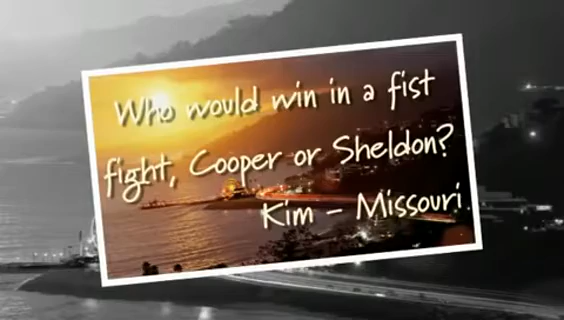 Who would win in a fist
fight, Cooper or Sheldon?
Kim - Missouri